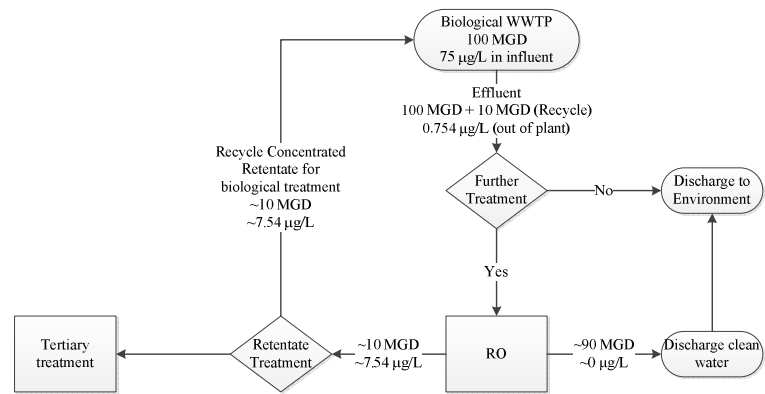 Biological WWTP
100 MGD
75 µg/L in influent
Effluent
100 MGD + 10 MGD (Recycle)
0.754 µg/L (out of plant)
Recycle Concentrated
Retentate for
biological treatment
~10 MGD
~7.54 µg/L
Further
Treatment
No
Discharge to
Environment
Yes
Tertiary
treatment
Retentate
Treatment
~10 MGD
~7.54 µg/L
RO
~90 MGD
~0 µg/L
Discharge clean
water